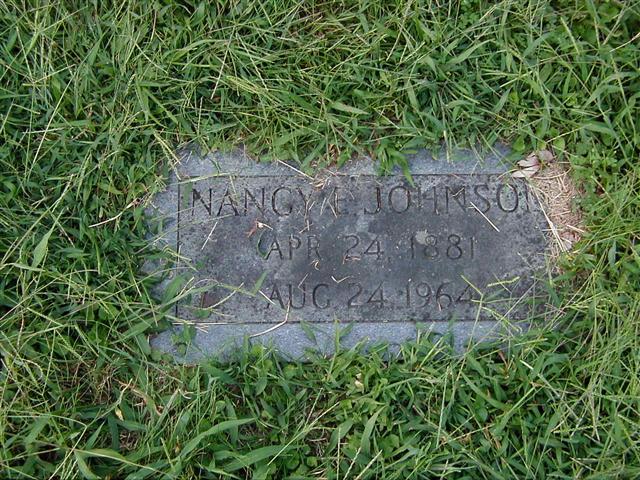 NANCY E. JOHNSON
APR. 24, 1881
AUG. 24, 1964